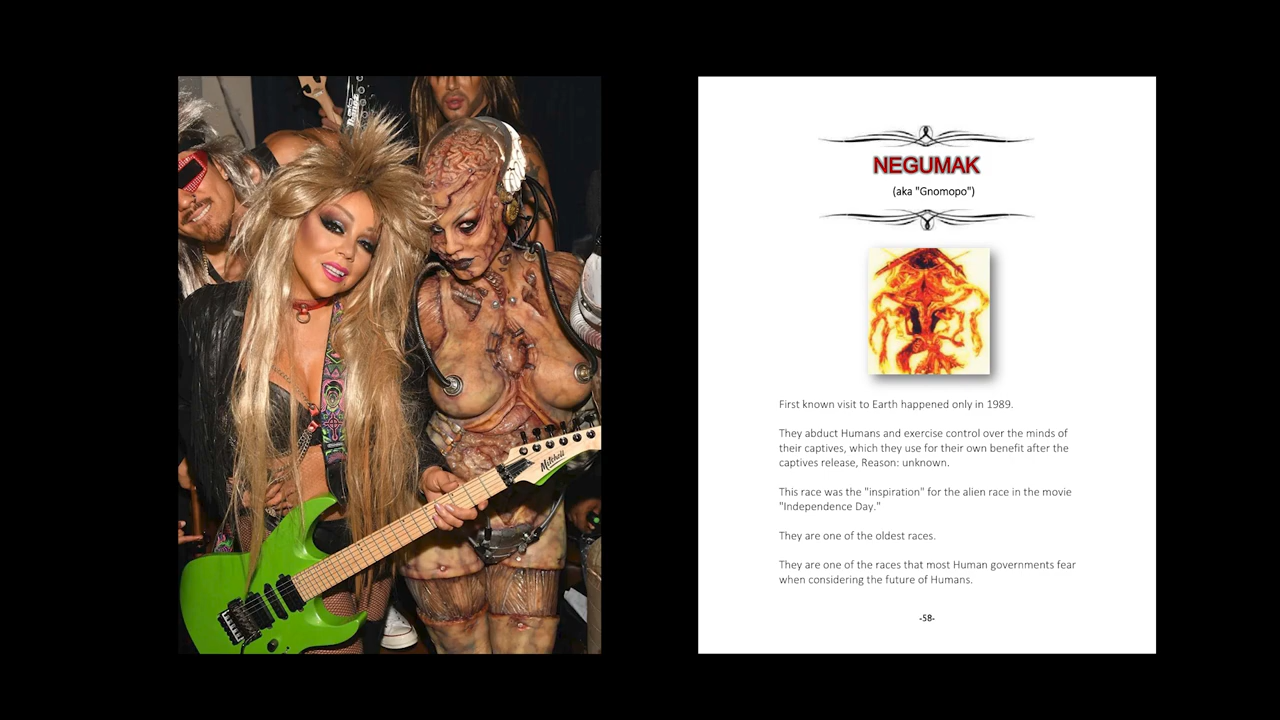 Ibanez
Mitchell
NEGUMAK
(aka "Gnomopo")
First known visit to Earth happened only in 1989.
They abduct Humans and exercise control over the minds of
their captives, which they use for their own benefit after the
captives release, Reason: unknown.
This race was the "inspiration" for the alien race in the movie
"Independence Day."
They are one of the oldest races.
They are one of the races that most Human governments fear
when considering the future of Humans.
-58-